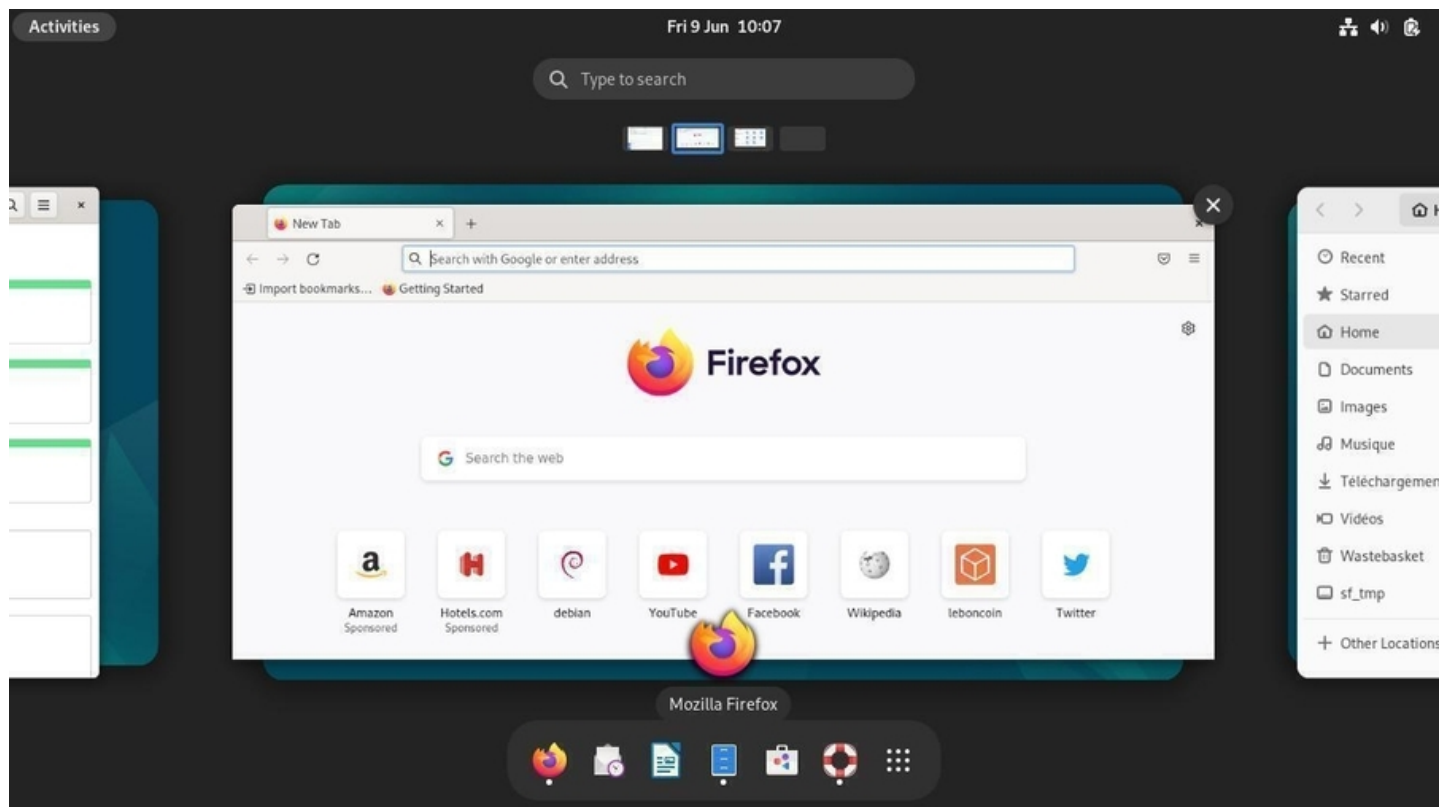 Activities
Fri 9 Jun 10:07
Type to search
New Tab
Search with Google or enter address
Import bookmarks...
Getting Started
Firefox
Search the web
Amazon
Sponsored
Hotels.com
Sponsored
debian
YouTube
Facebook
Wikipedia
leboncoin
Twitter
Mozilla Firefox
Recent
Starred
Home
Documents
Images
Musique
Téléchargemen
Vidéos
Wastebasket
sf_tmp
Other Locations